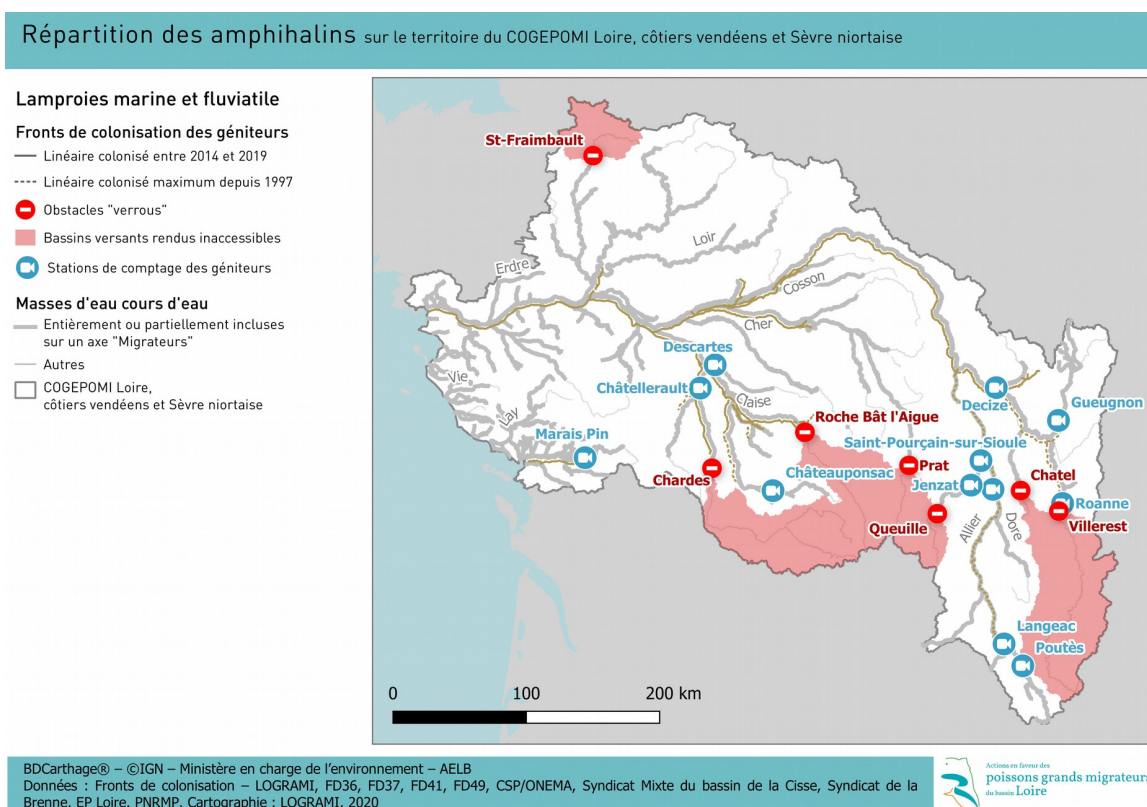 Répartition des amphihalins sur le territoire du COGEPOMI Loire, côtiers vendéens et Sèvre niortaise
Lamproies marine et fluviatile
Fronts de colonisation des géniteurs
Linéaire colonisé entre 2014 et 2019
Linéaire colonisé maximum depuis 1997
Obstacles "verrous"
Bassins versants rendus inaccessibles
Stations de comptage des géniteurs
Masses d'eau cours d'eau
Entièrement ou partiellement incluses
sur un axe "Migrateurs"
Autres
COGEPOMI Loire,
côtiers vendéens et Sèvre niortaise
St-Fraimbault
Loir
Erdre
Cosson
Cher
Descartes
Vie
Châtellerault
Claise
Decize
Gueugnon
Lay
Roche Bât l'Aigue
Marais Pin
Saint-Pourçain-sur-Sioule
Prat
Chardes
Châteauponsac
Jenzat
Chatel
Roanne
Queuille
Allier
Dore
Villerest
Langeac
Poutès
0 100 200 km
BDCarthage® – ©IGN – Ministère en charge de l'environnement – AELB
Données : Fronts de colonisation – LOGRAMI, FD36, FD37, FD41, FD49, CSP/ONEMA, Syndicat Mixte du bassin de la Cisse, Syndicat de la
Brenne, EP Loire, PNRMP. Cartographie : LOGRAMI, 2020
Actions en faveur des
poissons grands migrateurs
du bassin Loire